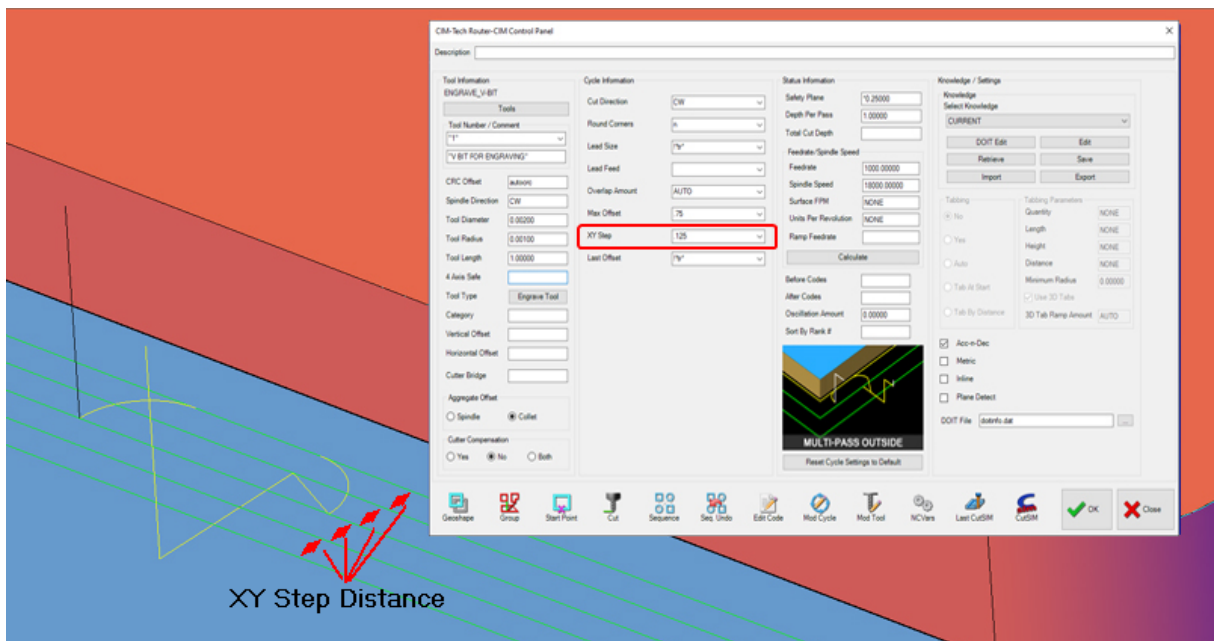 CIM-Tech Router-CIM Control Panel
Description
Tool Information
ENGRAVE_V-BIT
Tools
Tool Number / Comment
"1"
"V BIT FOR ENGRAVING"
CRC Offset autocrc
Spindle Direction CW
Tool Diameter 0.00200
Tool Radius 0.00100
Tool Length 1.00000
4 Axis Safe
Tool Type Engrave Tool
Category
Vertical Offset
Horizontal Offset
Cutter Bridge
Aggregate Offset
Spindle Collet
Cutter Compensation
Yes No Both
Cycle Information
Cut Direction CW
Round Corners
Lead Size
Lead Feed
Overlap Amount AUTO
Max Offset .75
XY Step .125
Last Offset
Status Information
Safety Plane "0.25000
Depth Per Pass 1.00000
Total Cut Depth
Feedrate/Spindle Speed
Feedrate 1000.00000
Spindle Speed 18000.00000
Surface FPM NONE
Units Per Revolution NONE
Ramp Feedrate
Calculate
Before Codes
After Codes
Oscillation Amount 0.00000
Sort By Rank #
MULTI-PASS OUTSIDE
Reset Cycle Settings to Default
Knowledge / Settings
Knowledge
Select Knowledge
CURRENT
DOIT Edit Edit
Retrieve Save
Import Export
Tabbing
No
Yes
Auto
Tab At Start
Tab By Distance
Tabbing Parameters
Quantity NONE
Length NONE
Height NONE
Distance NONE
Minimum Radius 0.00000
Use 3D Tabs
3D Tab Ramp Amount AUTO
Acc-n-Dec
Metric
Inline
Plane Detect
DOIT File doitinfo.dat ...
Geoshape Group Start Point Cut Sequence Seq. Undo Edit Code Mod Cycle Mod Tool NCVars Last CutSIM CutSIM OK Close
XY Step Distance